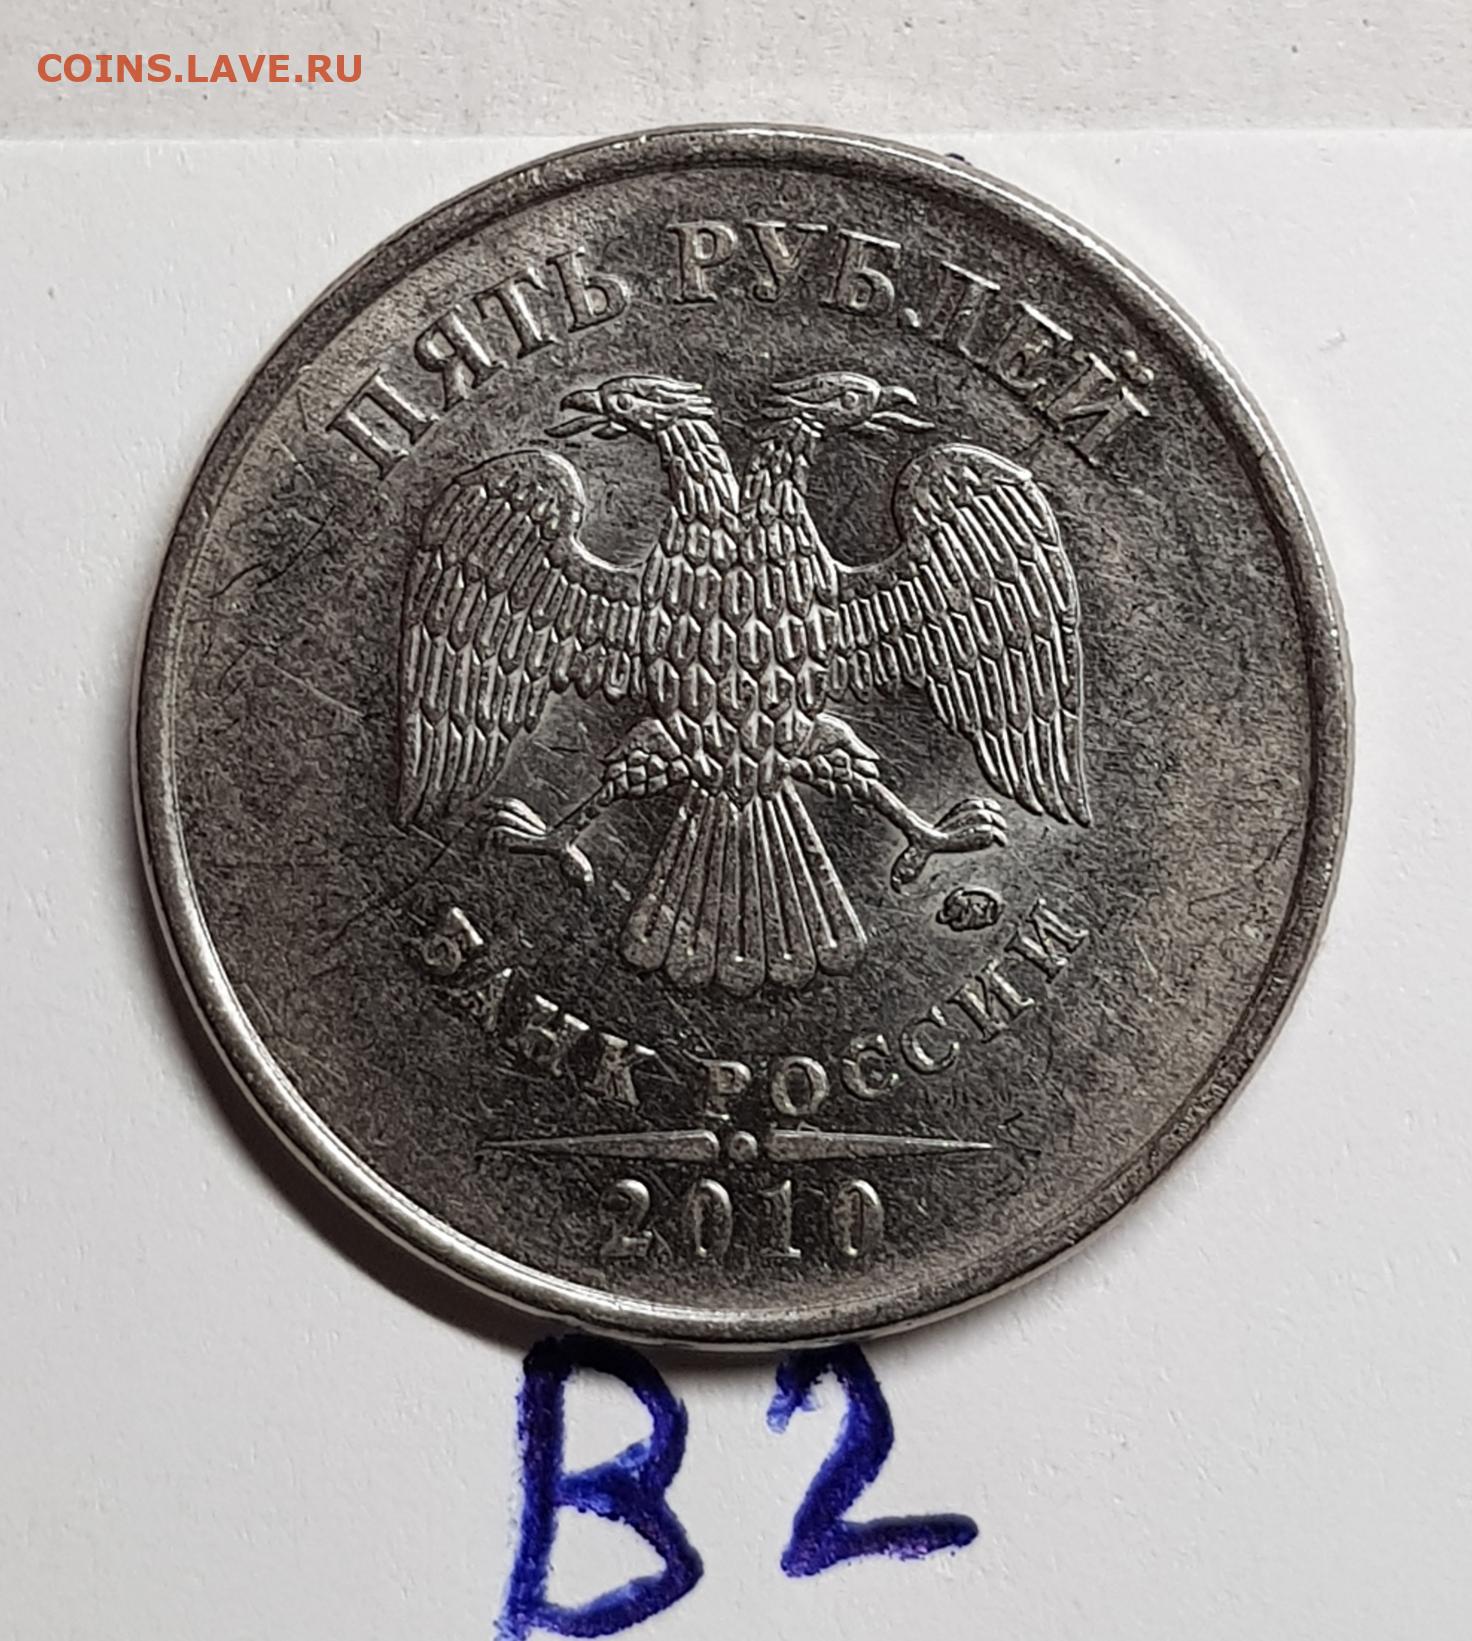 COINS.LAVE.RU
ПЯТЬ РУБЛЕЙ
БАНК РОССИИ
2010
B2